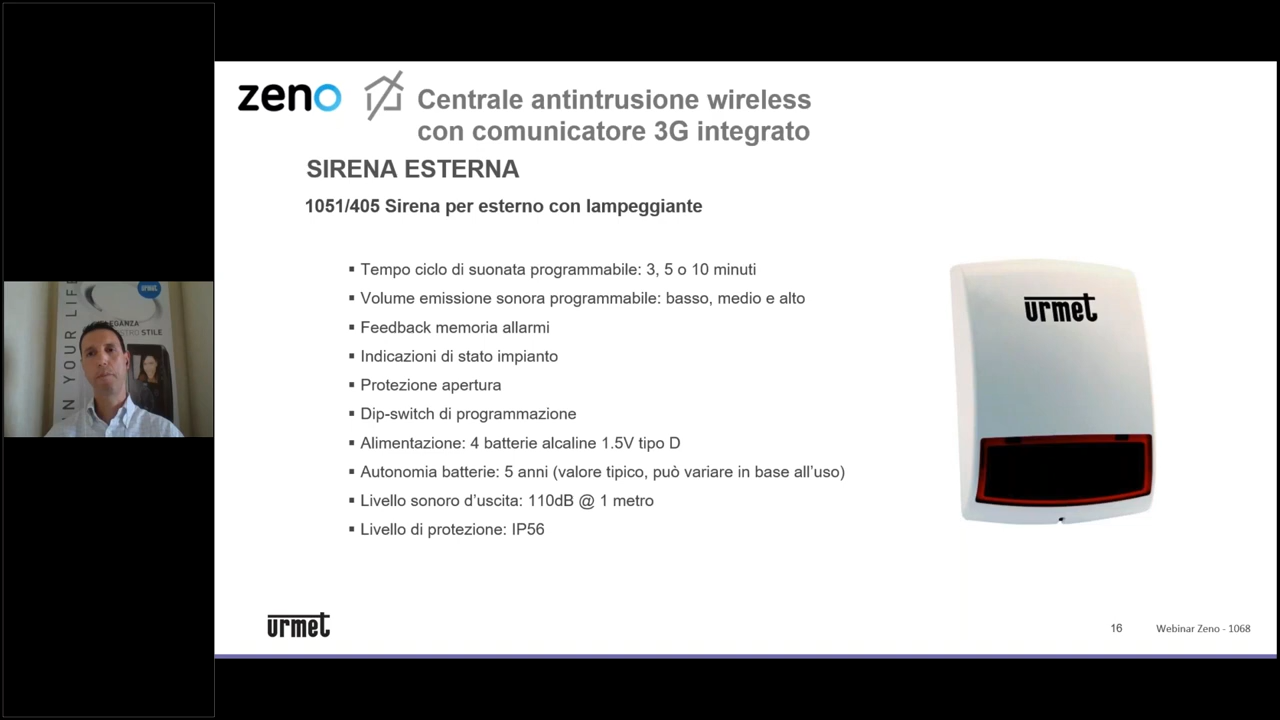 zeno
Centrale antintrusione wireless
con comunicatore 3G integrato
SIRENA ESTERNA
1051/405 Sirena per esterno con lampeggiante
▪ Tempo ciclo di suonata programmabile: 3, 5 o 10 minuti
▪ Volume emissione sonora programmabile: basso, medio e alto
▪ Feedback memoria allarmi
▪ Indicazioni di stato impianto
▪ Protezione apertura
▪ Dip-switch di programmazione
▪ Alimentazione: 4 batterie alcaline 1.5V tipo D
▪ Autonomia batterie: 5 anni (valore tipico, può variare in base all'uso)
▪ Livello sonoro d'uscita: 110dB @ 1 metro
▪ Livello di protezione: IP56
urmet
urmet
16
Webinar Zeno - 1068
N YOUR LIFE
urmet
STILE